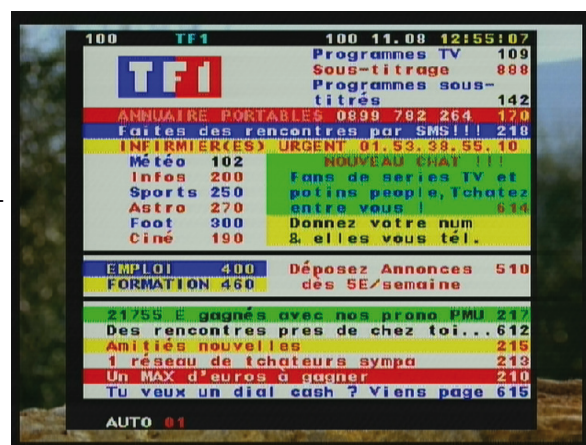 100 TF1 100 11.08 12:55:07
TF1
Programmes TV 109
Sous-titrage 888
Programmes sous-
titrés 142
ANNUAIRE PORTABLES 0899 782 264 170
Faites des rencontres par SMS!!! 218
INFIRMIER(ES) URGENT 01.53.38.55.10
Météo 102
Infos 200
Sports 250
Astro 270
Foot 300
Ciné 190
NOUVEAU CHAT !!!
Fans de series TV et
potins people,Tchatez
entre vous ! 614
Donnez votre num
& elles vous tél.
EMPLOI 400
FORMATION 460
Déposez Annonces 510
dès 5E/semaine
21755 E gagnés avec nos prono PMU 217
Des rencontres pres de chez toi...612
Amitiés nouvelles 215
1 réseau de tchateurs sympa 213
Un MAX d'euros à gagner 210
Tu veux un dial cash ? Viens page 615
AUTO 01